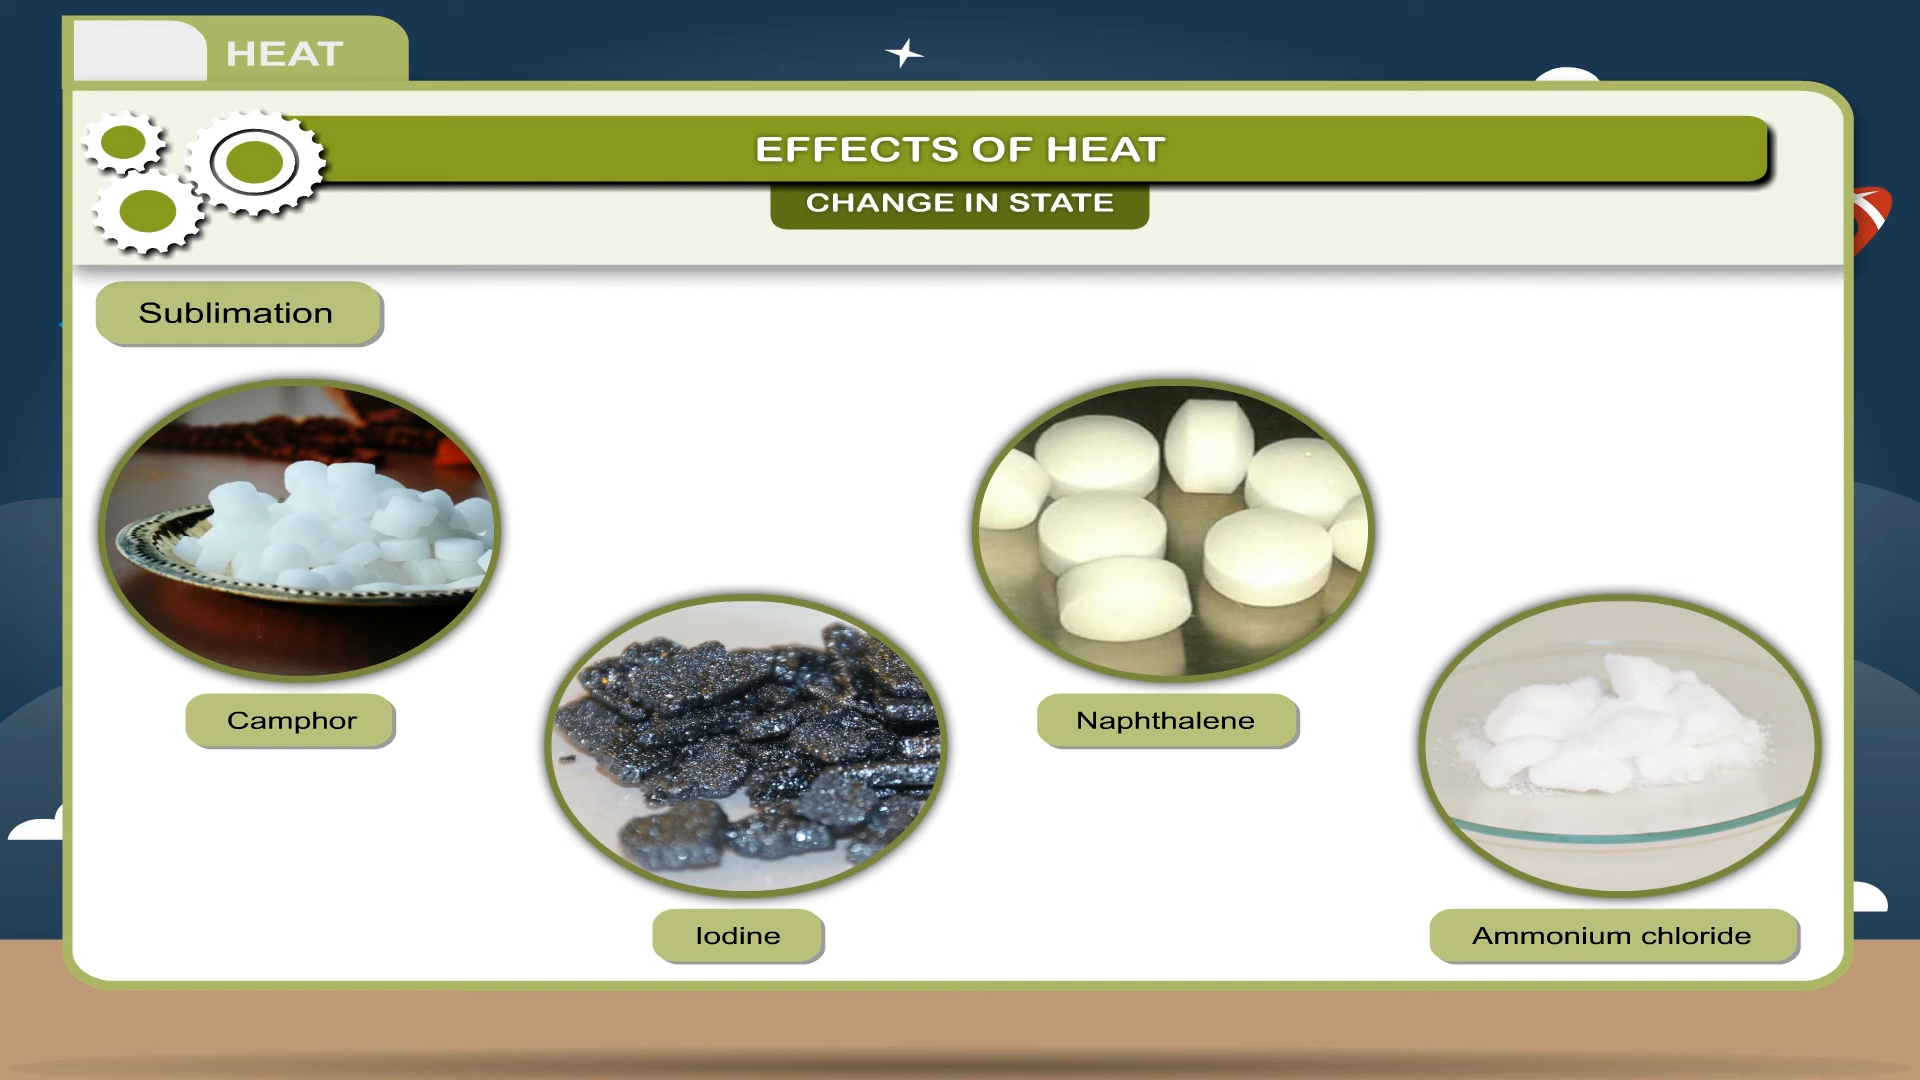 HEAT
EFFECTS OF HEAT
CHANGE IN STATE
Sublimation
Camphor
Naphthalene
Iodine
Ammonium chloride